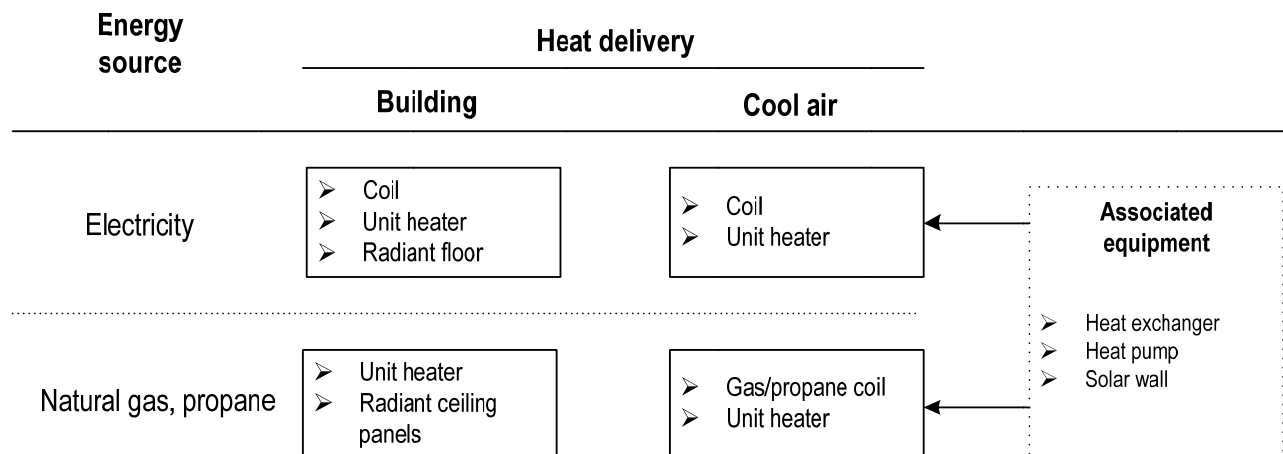 Energy
source
Heat delivery
Building
Cool air
Electricity
➢ Coil
➢ Unit heater
➢ Radiant floor
➢ Coil
➢ Unit heater
Associated
equipment
➢ Heat exchanger
➢ Heat pump
➢ Solar wall
Natural gas, propane
➢ Unit heater
➢ Radiant ceiling
panels
➢ Gas/propane coil
➢ Unit heater